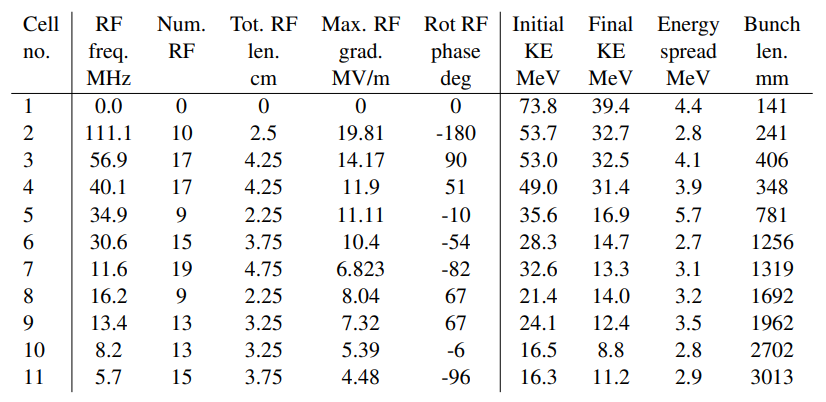 Cell RF Num. Tot. RF Max. RF Rot RF Initial Final Energy Bunch
no. freq. RF len. grad. phase KE KE spread len.
MHz cm MV/m deg MeV MeV MeV mm
1 0.0 0 0 0 0 73.8 39.4 4.4 141
2 111.1 10 2.5 19.81 -180 53.7 32.7 2.8 241
3 56.9 17 4.25 14.17 90 53.0 32.5 4.1 406
4 40.1 17 4.25 11.9 51 49.0 31.4 3.9 348
5 34.9 9 2.25 11.11 -10 35.6 16.9 5.7 781
6 30.6 15 3.75 10.4 -54 28.3 14.7 2.7 1256
7 11.6 19 4.75 6.823 -82 32.6 13.3 3.1 1319
8 16.2 9 2.25 8.04 67 21.4 14.0 3.2 1692
9 13.4 13 3.25 7.32 67 24.1 12.4 3.5 1962
10 8.2 13 3.25 5.39 -6 16.5 8.8 2.8 2702
11 5.7 15 3.75 4.48 -96 16.3 11.2 2.9 3013